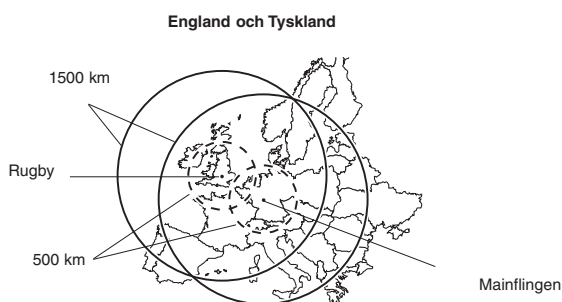 England och Tyskland
1500 km
Rugby
500 km
Mainflingen